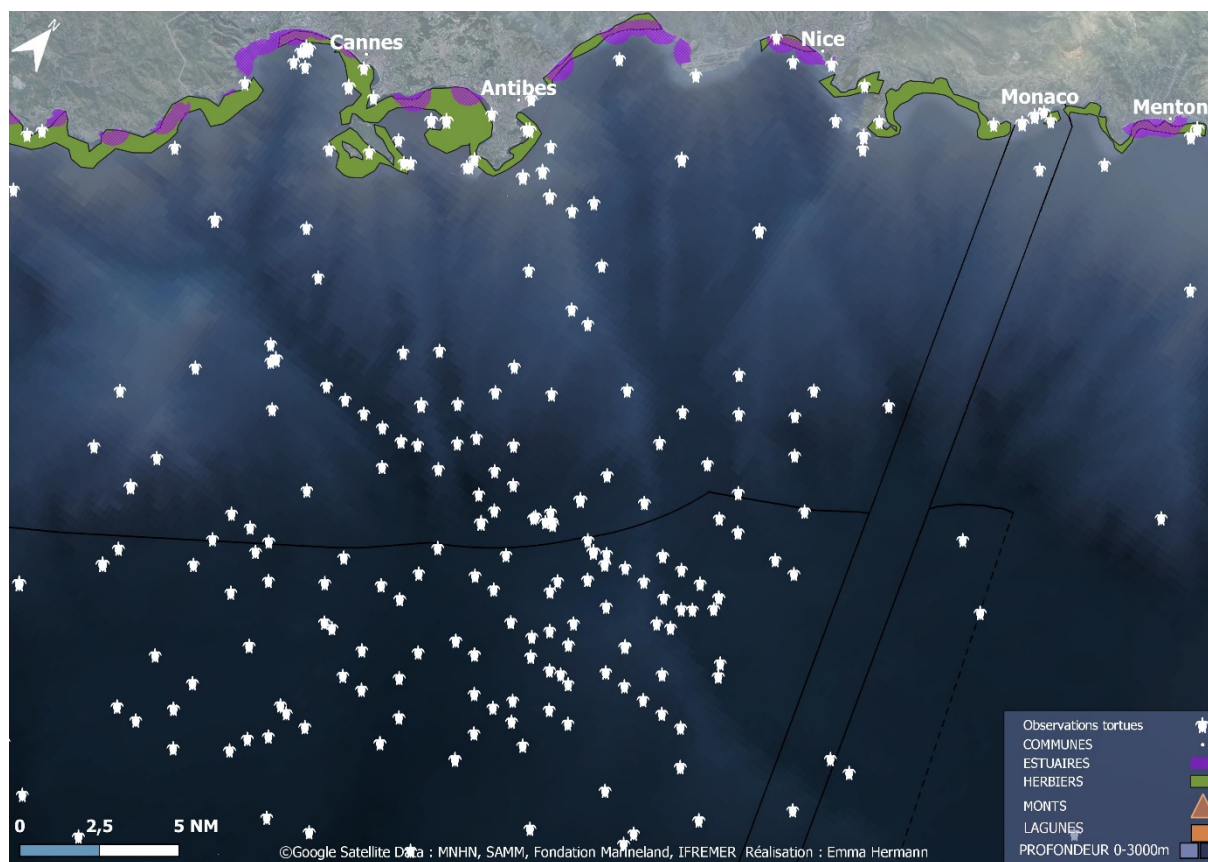 N
Cannes
Nice
Antibes
Monaco
Menton
Observations tortues
COMMUNES
ESTUAIRES
HERBIERS
MONTS
LAGUNES
PROFONDEUR 0-3000m
0 2,5 5 NM
©Google Satellite Data : MNHN, SAMM, Fondation Marineland, IFREMER Réalisation : Emma Hermann